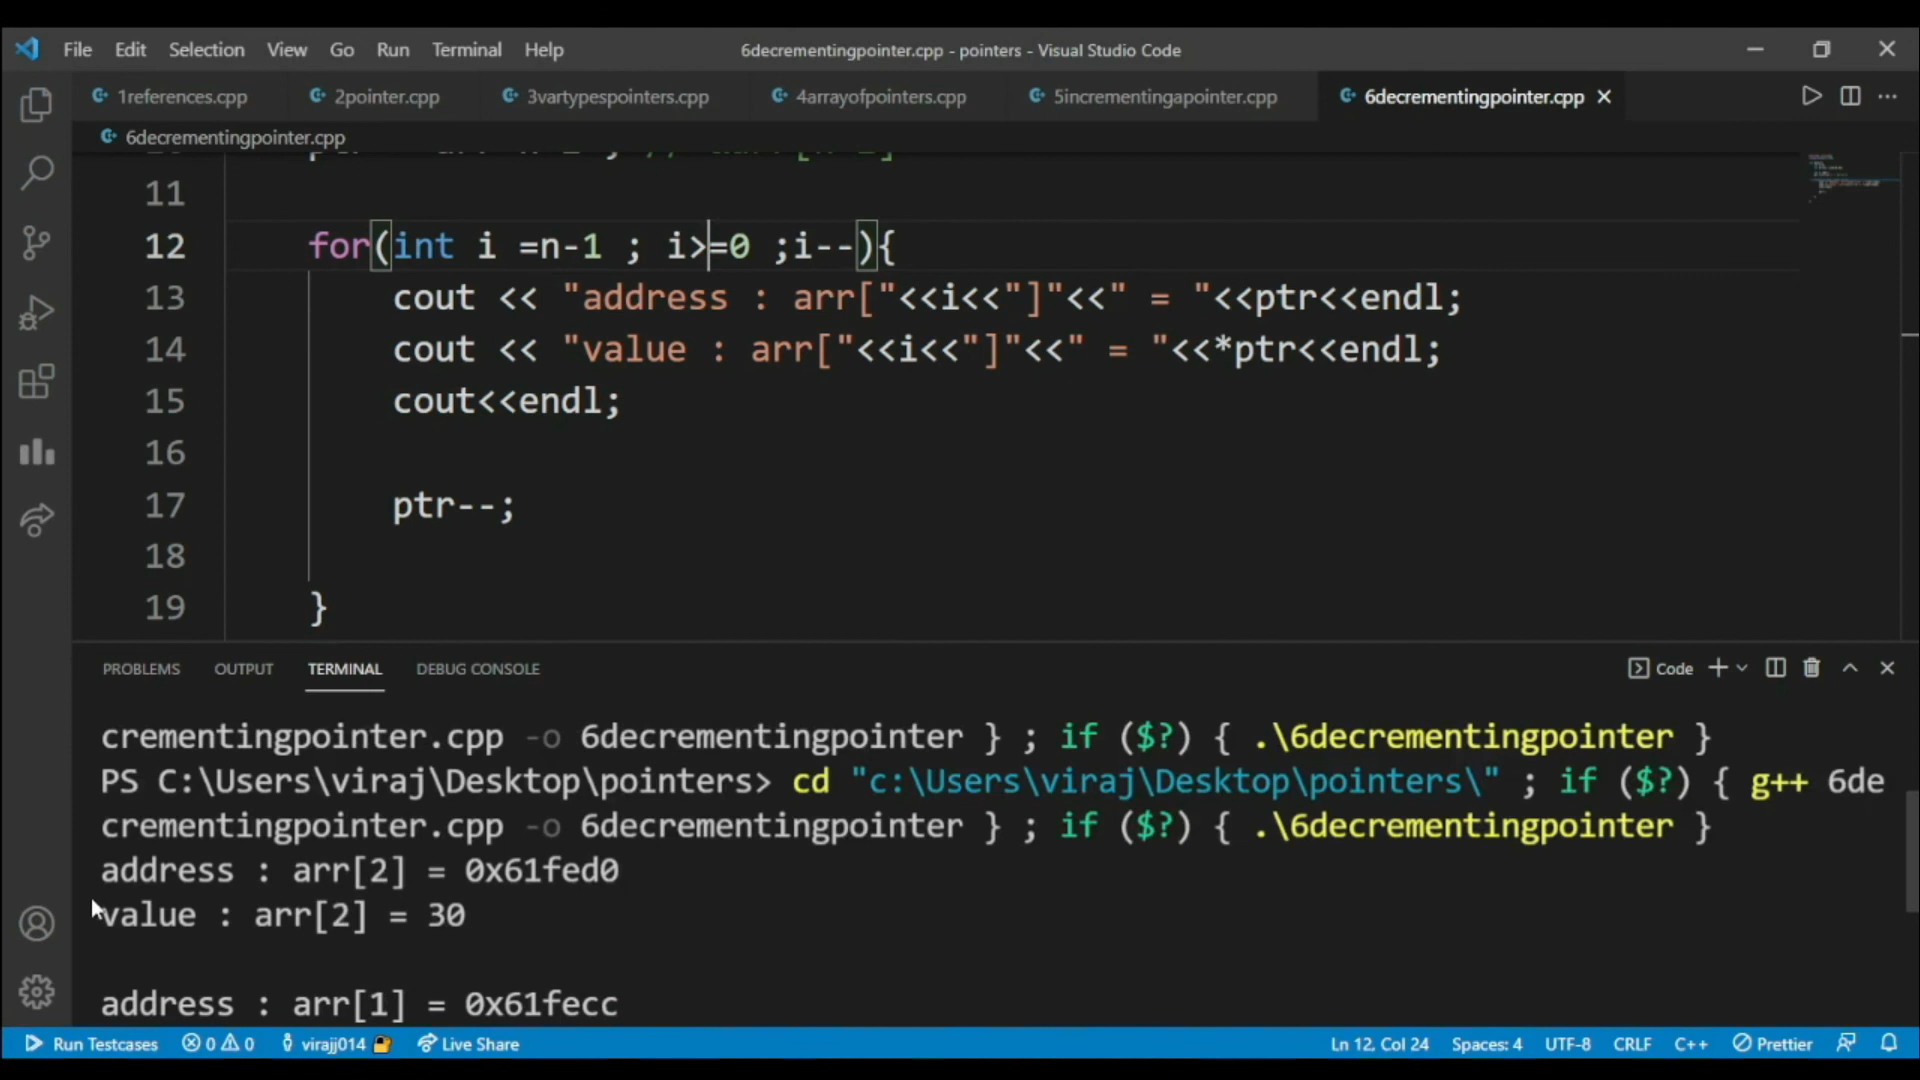 File Edit Selection View Go Run Terminal Help 6decrementingpointer.cpp - pointers - Visual Studio Code
1references.cpp 2pointer.cpp 3vartypespointers.cpp 4arrayofpointers.cpp 5incrementingapointer.cpp 6decrementingpointer.cpp
6decrementingpointer.cpp
11
12 for(int i =n-1 ; i>=0 ;i--){
13 cout << "address : arr["<<i<<"]"<<" = "<<ptr<<endl;
14 cout << "value : arr["<<i<<"]"<<" = "<<*ptr<<endl;
15 cout<<endl;
16
17 ptr--;
18
19 }
PROBLEMS OUTPUT TERMINAL DEBUG CONSOLE Code
crementingpointer.cpp -o 6decrementingpointer } ; if ($?) { .\6decrementingpointer }
PS C:\Users\viraj\Desktop\pointers> cd "c:\Users\viraj\Desktop\pointers\" ; if ($?) { g++ 6de
crementingpointer.cpp -o 6decrementingpointer } ; if ($?) { .\6decrementingpointer }
address : arr[2] = 0x61fed0
value : arr[2] = 30
address : arr[1] = 0x61fecc
Run Testcases 0 0 virajj014 Live Share Ln 12, Col 24 Spaces: 4 UTF-8 CRLF C++ Prettier